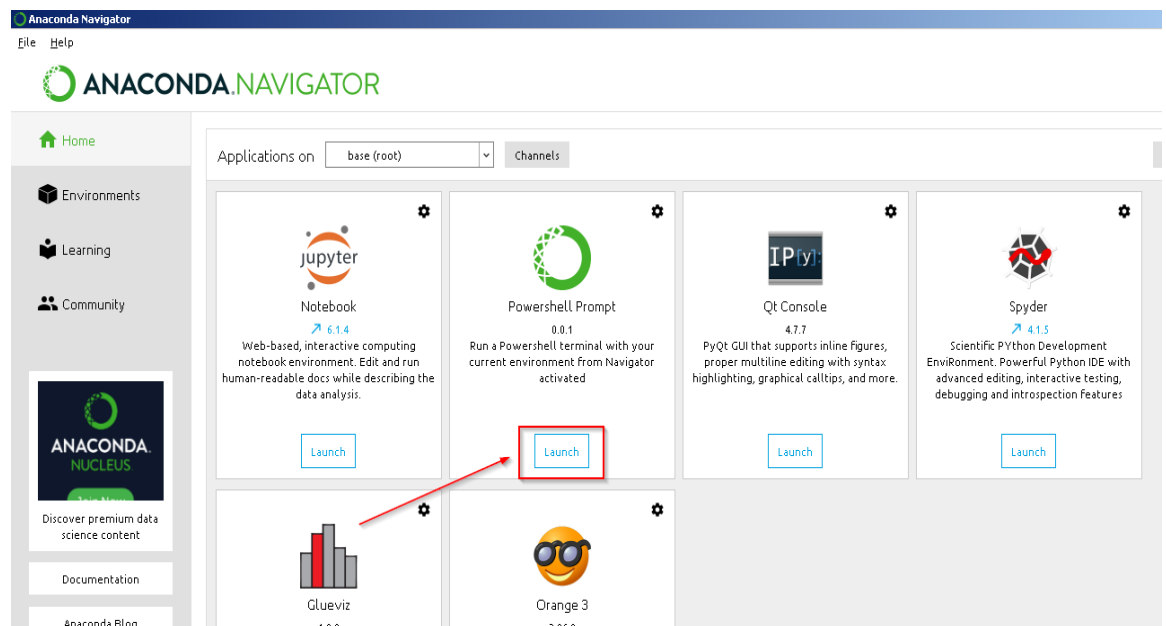 Anaconda Navigator
File Help
ANACONDA.NAVIGATOR
Home
Environments
Learning
Community
ANACONDA.
NUCLEUS
Join Now
Discover premium data
science content
Documentation
Anaconda Blog
Applications on base (root) Channels
jupyter
Notebook
6.1.4
Web-based, interactive computing
notebook environment. Edit and run
human-readable docs while describing the
data analysis.
Launch
Powershell Prompt
0.0.1
Run a Powershell terminal with your
current environment from Navigator
activated
Launch
IP[y]:
Qt Console
4.7.7
PyQt GUI that supports inline figures,
proper multiline editing with syntax
highlighting, graphical calltips, and more.
Launch
Spyder
4.1.5
Scientific PYthon Development
EnviRonment. Powerful Python IDE with
advanced editing, interactive testing,
debugging and introspection features
Launch
Glueviz
Orange 3